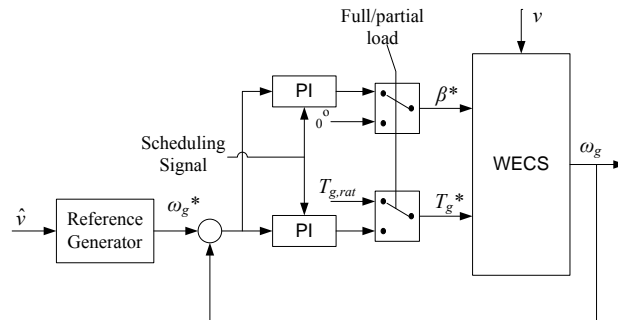 Full/partial
load
v
PI
β*
0°
Scheduling
Signal
WECS
ω_g
T_g,rat
ω_g*
T_g*
v̂
Reference
Generator
PI